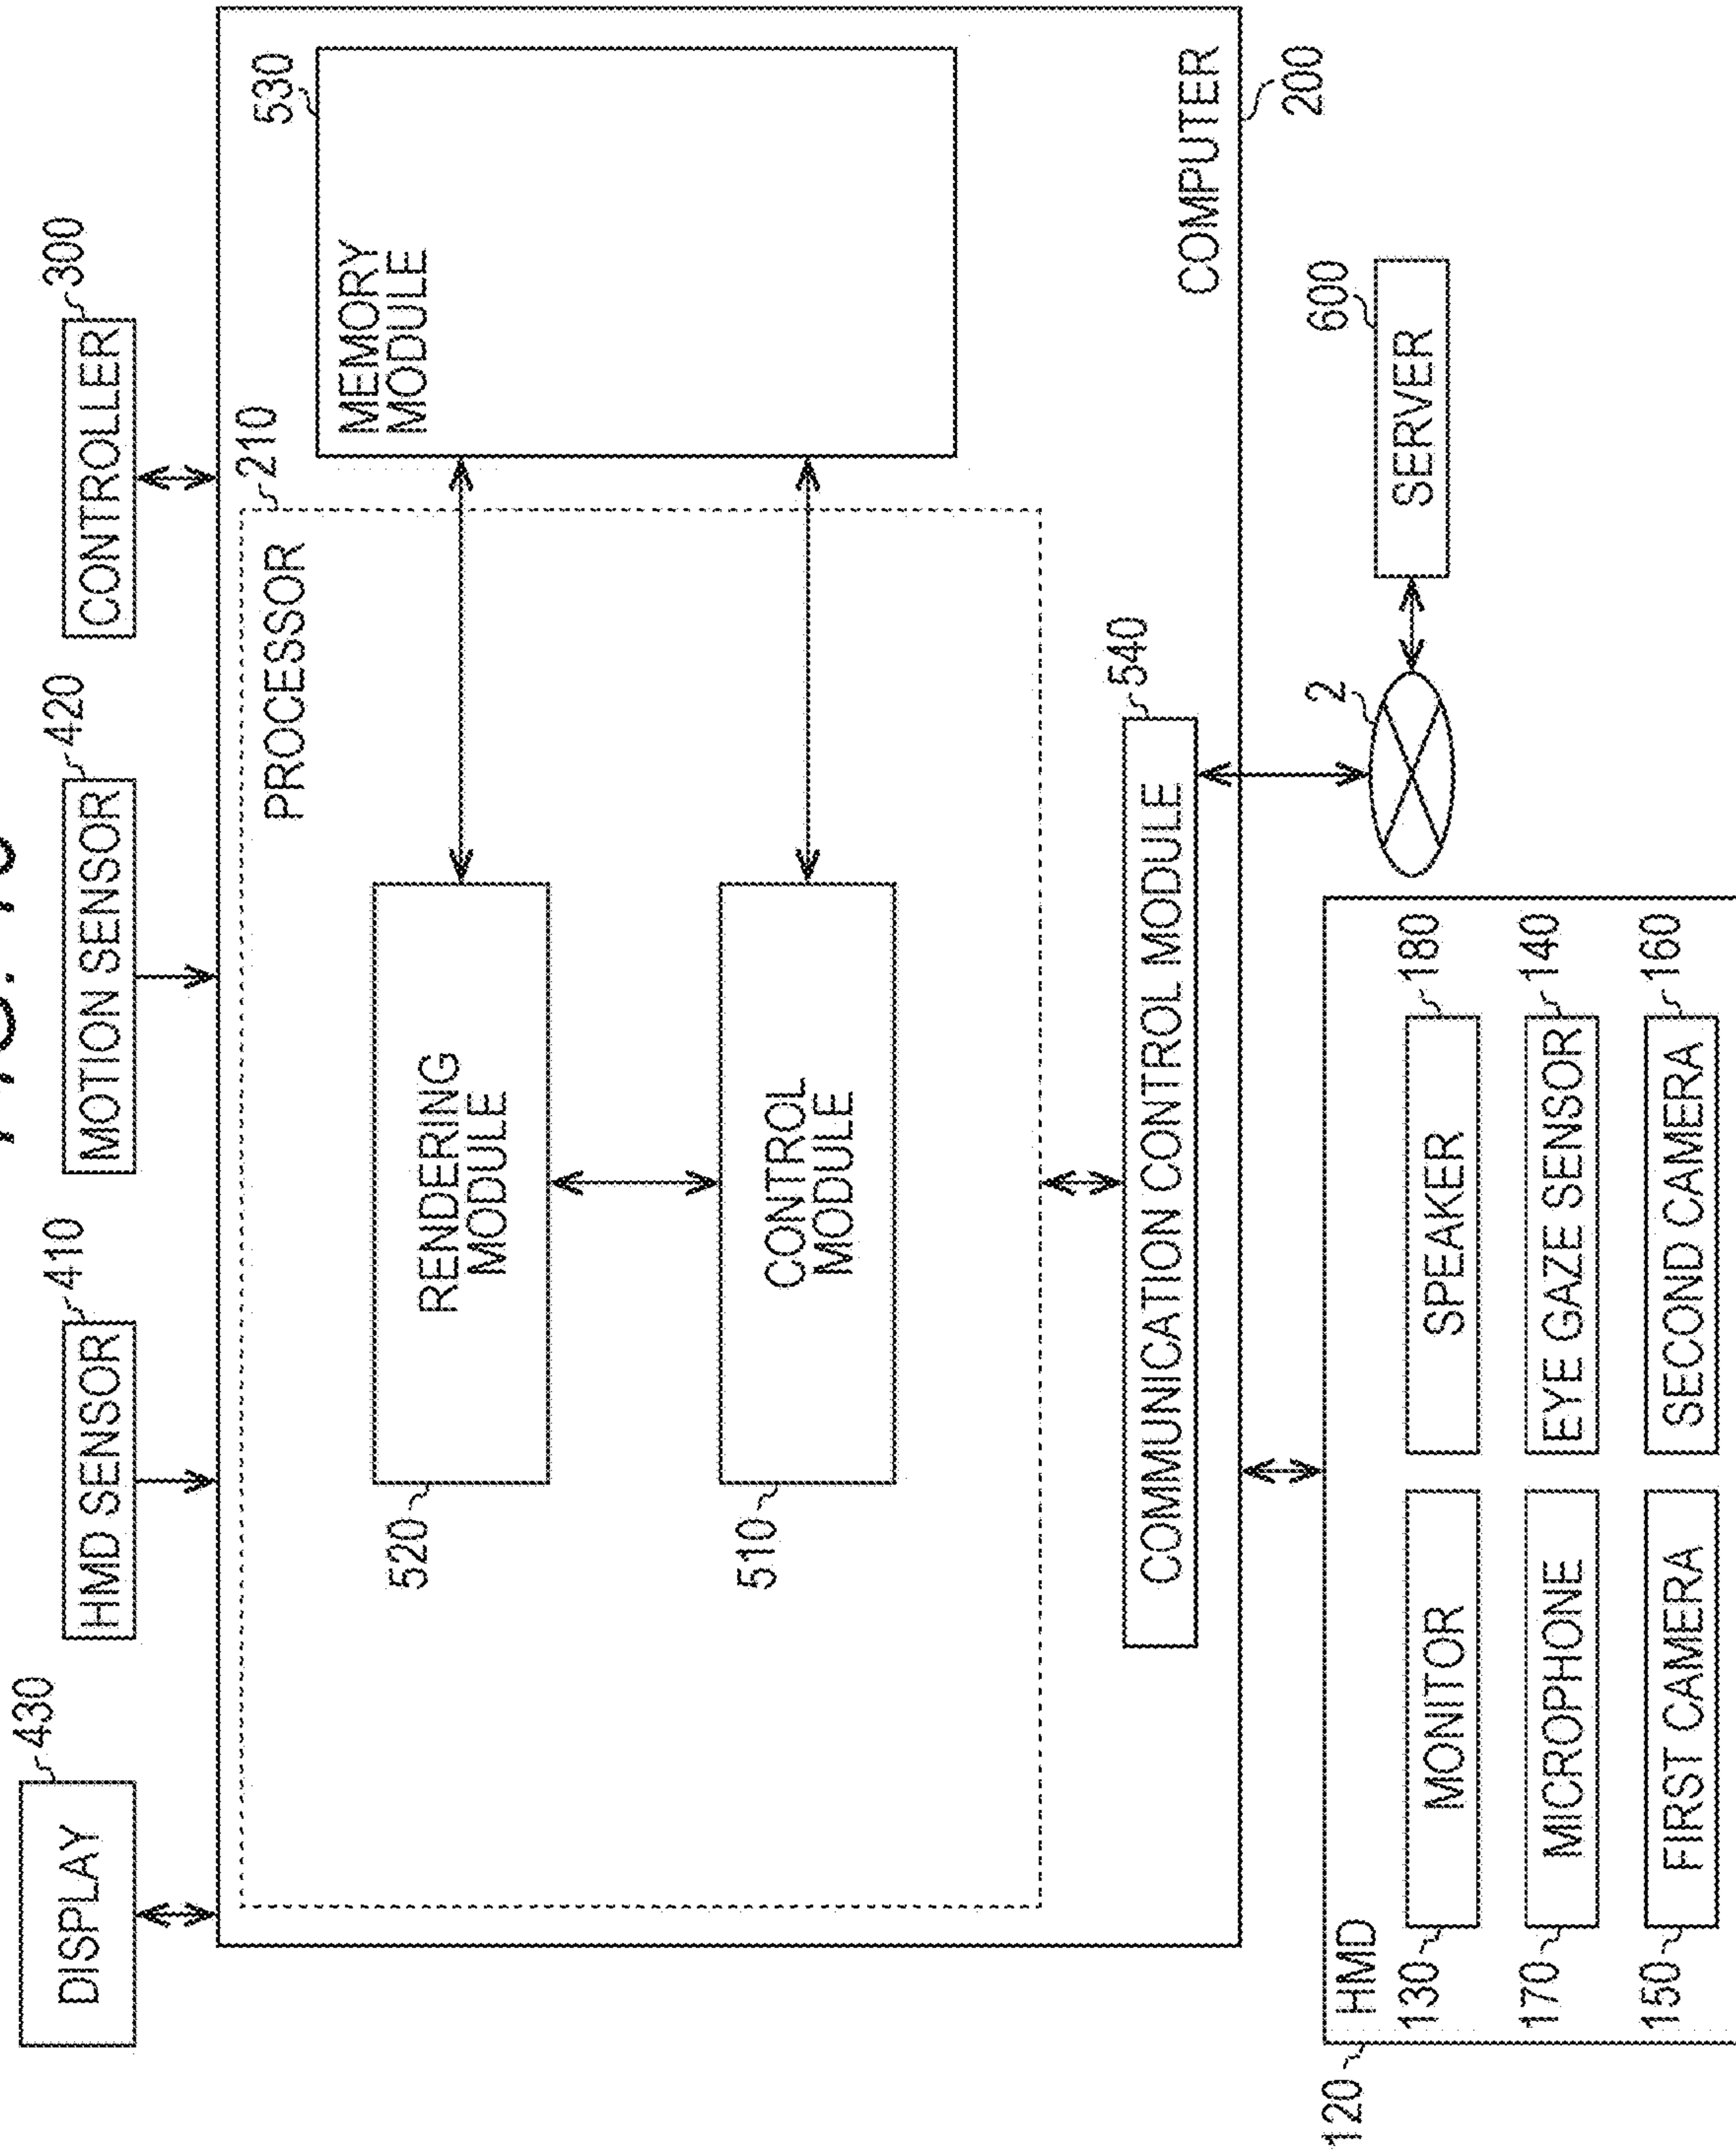 430
DISPLAY
410
HMD SENSOR
420
MOTION SENSOR
300
CONTROLLER
210
PROCESSOR
530
MEMORY
MODULE
520
RENDERING
MODULE
510
CONTROL
MODULE
540
COMMUNICATION CONTROL MODULE
COMPUTER
200
2
600
SERVER
120
HMD
130
MONITOR
SPEAKER
180
170
MICROPHONE
EYE GAZE SENSOR
140
150
FIRST CAMERA
SECOND CAMERA
160